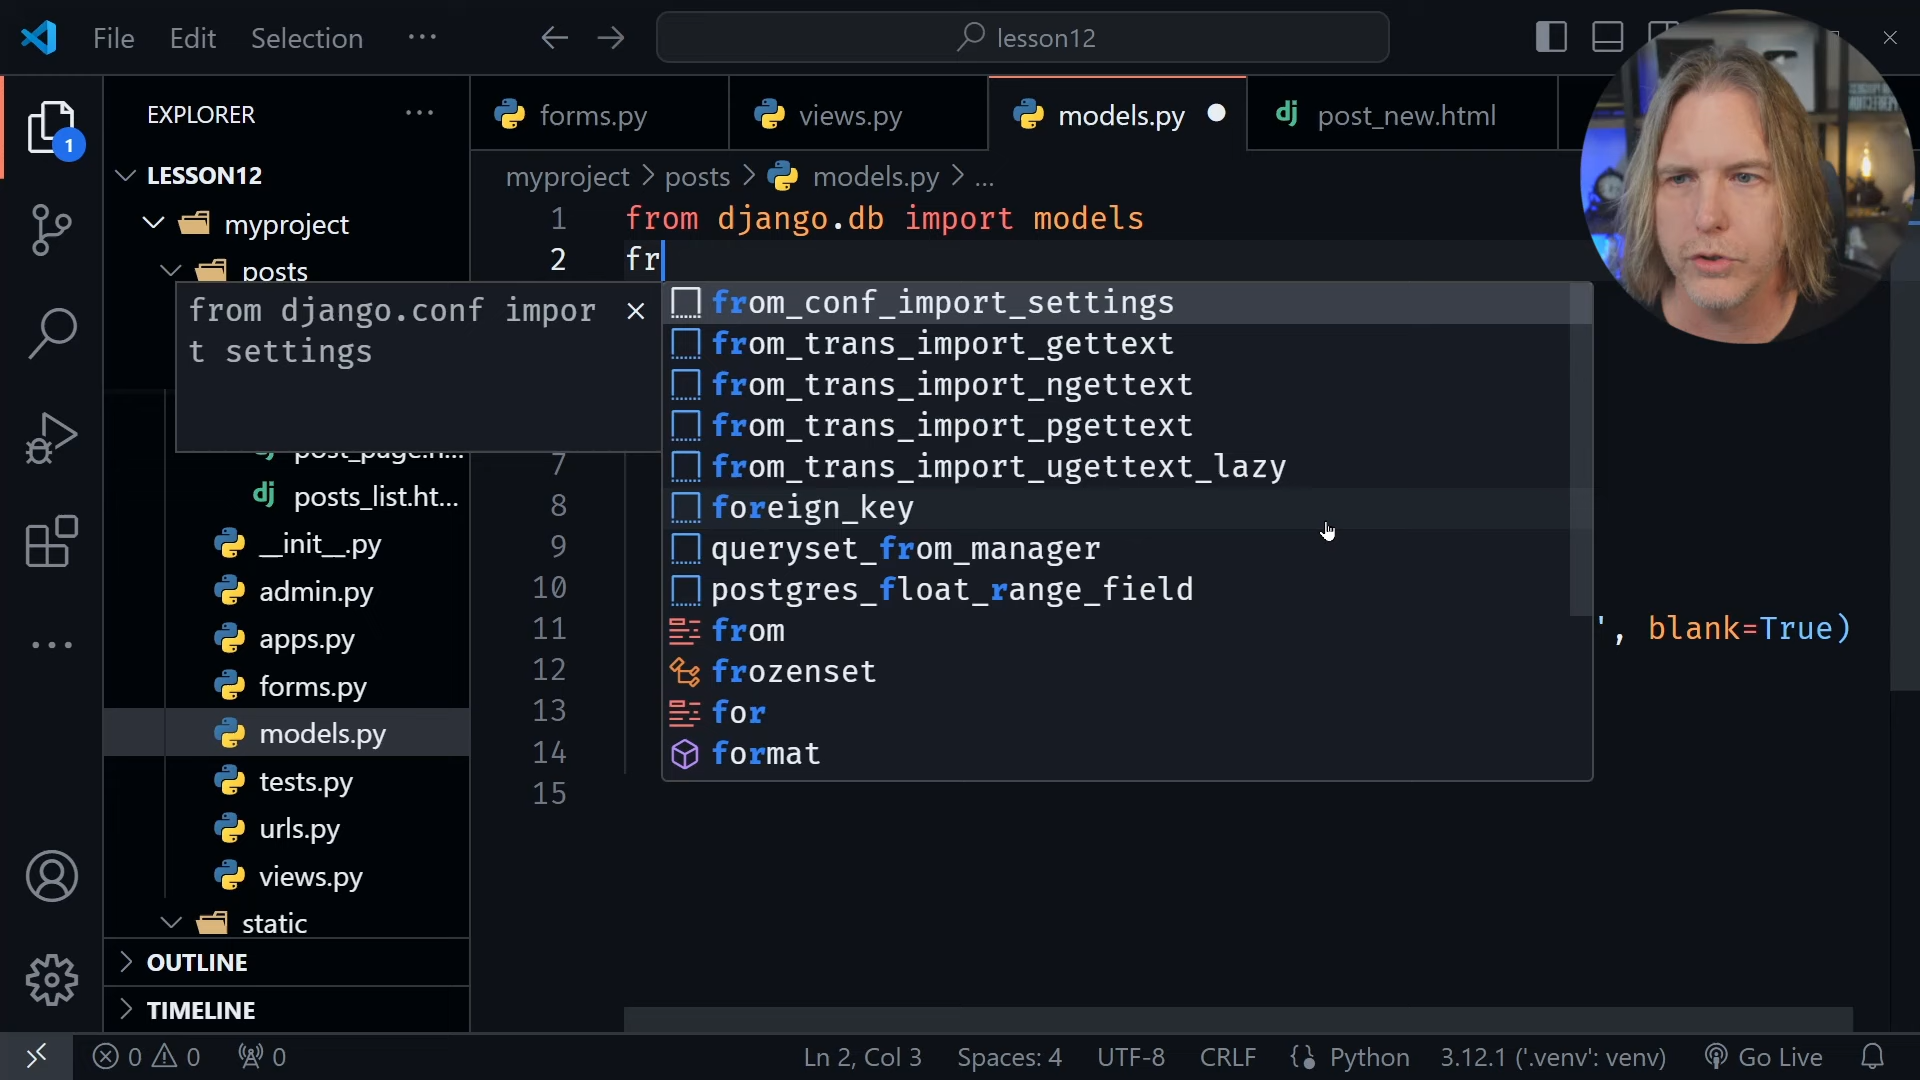 File Edit Selection ··· lesson12
EXPLORER ···
forms.py
views.py
models.py
post_new.html
LESSON12
myproject
posts
posts_list.ht...
__init__.py
admin.py
apps.py
forms.py
models.py
tests.py
urls.py
views.py
static
OUTLINE
TIMELINE
1
myproject > posts > models.py > ...
1 from django.db import models
2 fr
from django.conf impor
t settings
from_conf_import_settings
from_trans_import_gettext
from_trans_import_ngettext
from_trans_import_pgettext
from_trans_import_ugettext_lazy
foreign_key
queryset_from_manager
postgres_float_range_field
from
frozenset
for
format
7
8
9
10
11 ', blank=True)
12
13
14
15
0 0 0 Ln 2, Col 3 Spaces: 4 UTF-8 CRLF Python 3.12.1 ('.venv': venv) Go Live